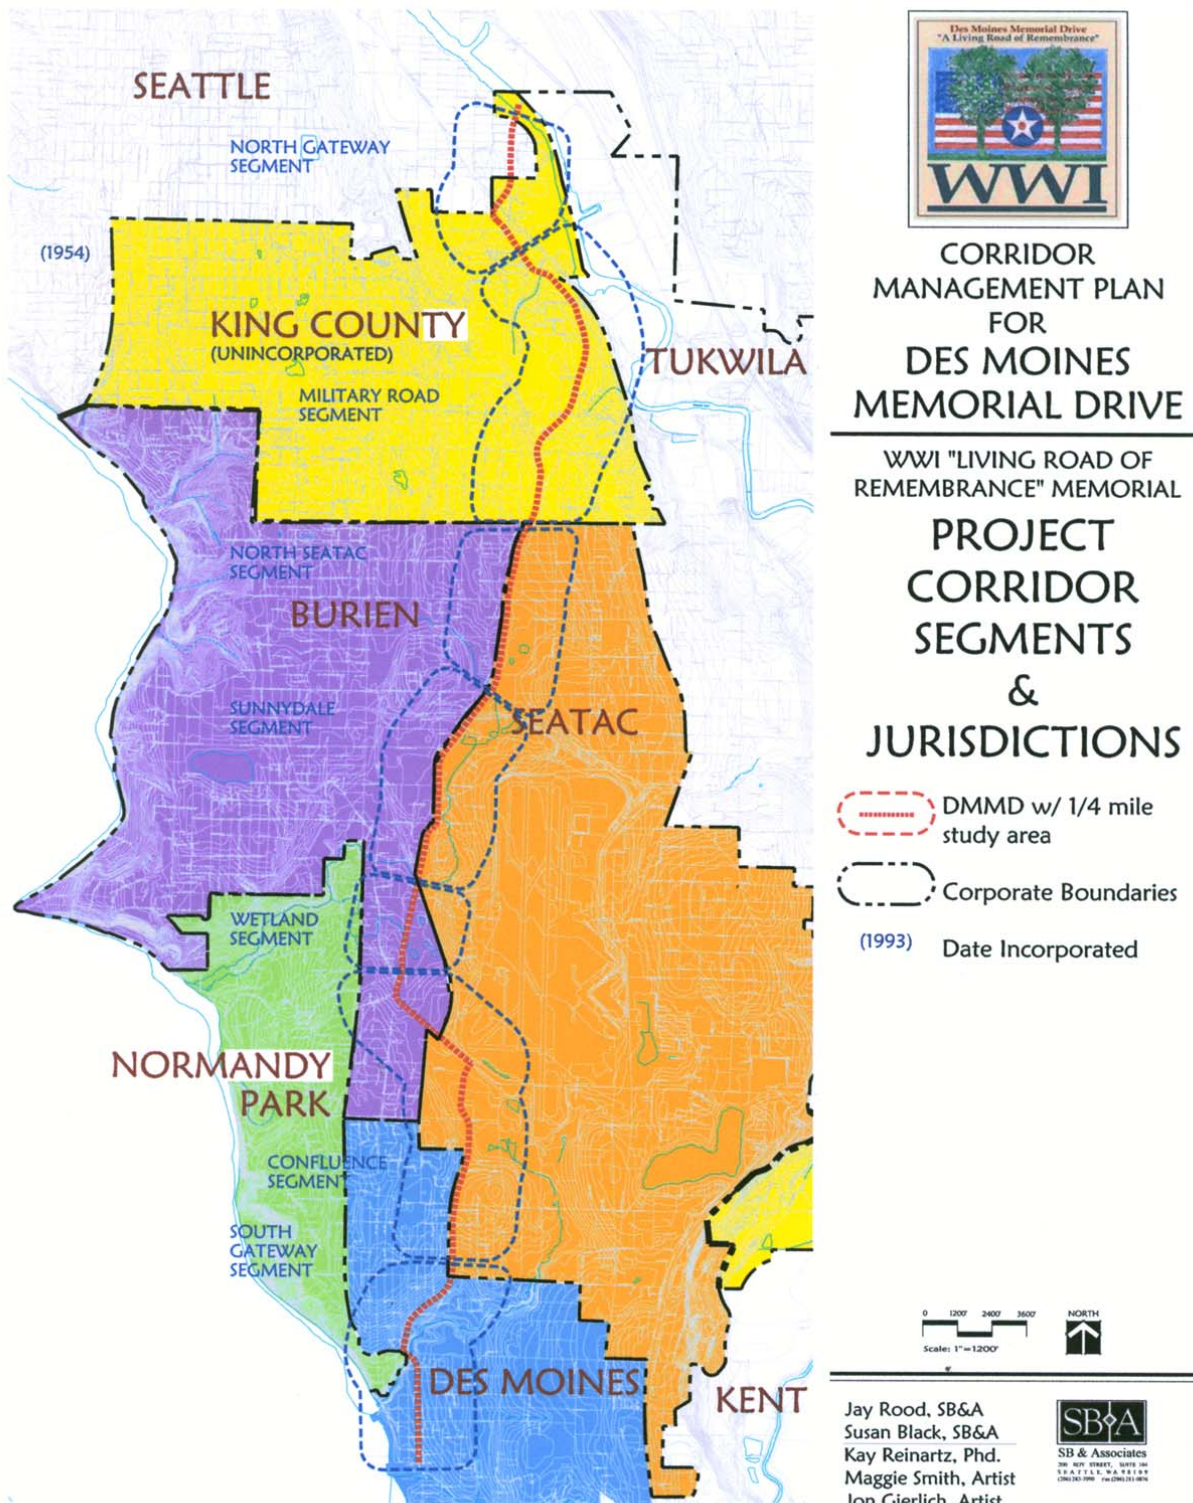 SEATTLE
NORTH GATEWAY
SEGMENT
(1954)
KING COUNTY
(UNINCORPORATED)
MILITARY ROAD
SEGMENT
TUKWILA
NORTH SEATAC
SEGMENT
BURIEN
SUNNYDALE
SEGMENT
SEATAC
WETLAND
SEGMENT
NORMANDY
PARK
CONFLUENCE
SEGMENT
SOUTH
GATEWAY
SEGMENT
DES MOINES
KENT
Des Moines Memorial Drive
"A Living Road of Remembrance"
WWI
CORRIDOR
MANAGEMENT PLAN
FOR
DES MOINES
MEMORIAL DRIVE
WWI "LIVING ROAD OF
REMEMBRANCE" MEMORIAL
PROJECT
CORRIDOR
SEGMENTS
&
JURISDICTIONS
DMMD w/ 1/4 mile
study area
Corporate Boundaries
(1993) Date Incorporated
0 1200' 2400' 3600'
Scale: 1"=1200'
NORTH
Jay Rood, SB&A
Susan Black, SB&A
Kay Reinartz, Phd.
Maggie Smith, Artist
Jon Gierlich, Artist
SB&A
SB & Associates